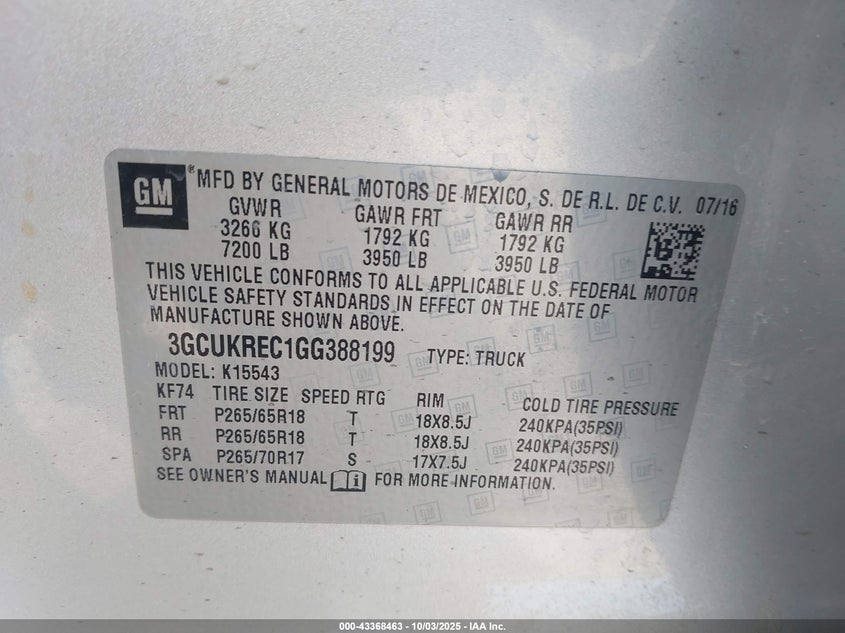 GM ® MFD BY GENERAL MOTORS DE MEXICO, S. DE R.L. DE C.V. 07/16
GVWR GAWR FRT GAWR RR
3266 KG 1792 KG 1792 KG
7200 LB 3950 LB 3950 LB
THIS VEHICLE CONFORMS TO ALL APPLICABLE U.S. FEDERAL MOTOR
VEHICLE SAFETY STANDARDS IN EFFECT ON THE DATE OF
MANUFACTURE SHOWN ABOVE.
3GCUKREC1GG388199 TYPE: TRUCK
MODEL: K15543
KF74 TIRE SIZE SPEED RTG RIM COLD TIRE PRESSURE
FRT P265/65R18 T 18X8.5J 240KPA(35PSI)
RR P265/65R18 T 18X8.5J 240KPA(35PSI)
SPA P265/70R17 S 17X7.5J 240KPA(35PSI)
SEE OWNER'S MANUAL i FOR MORE INFORMATION.
000-43368463 - 10/03/2025 - IAA Inc.